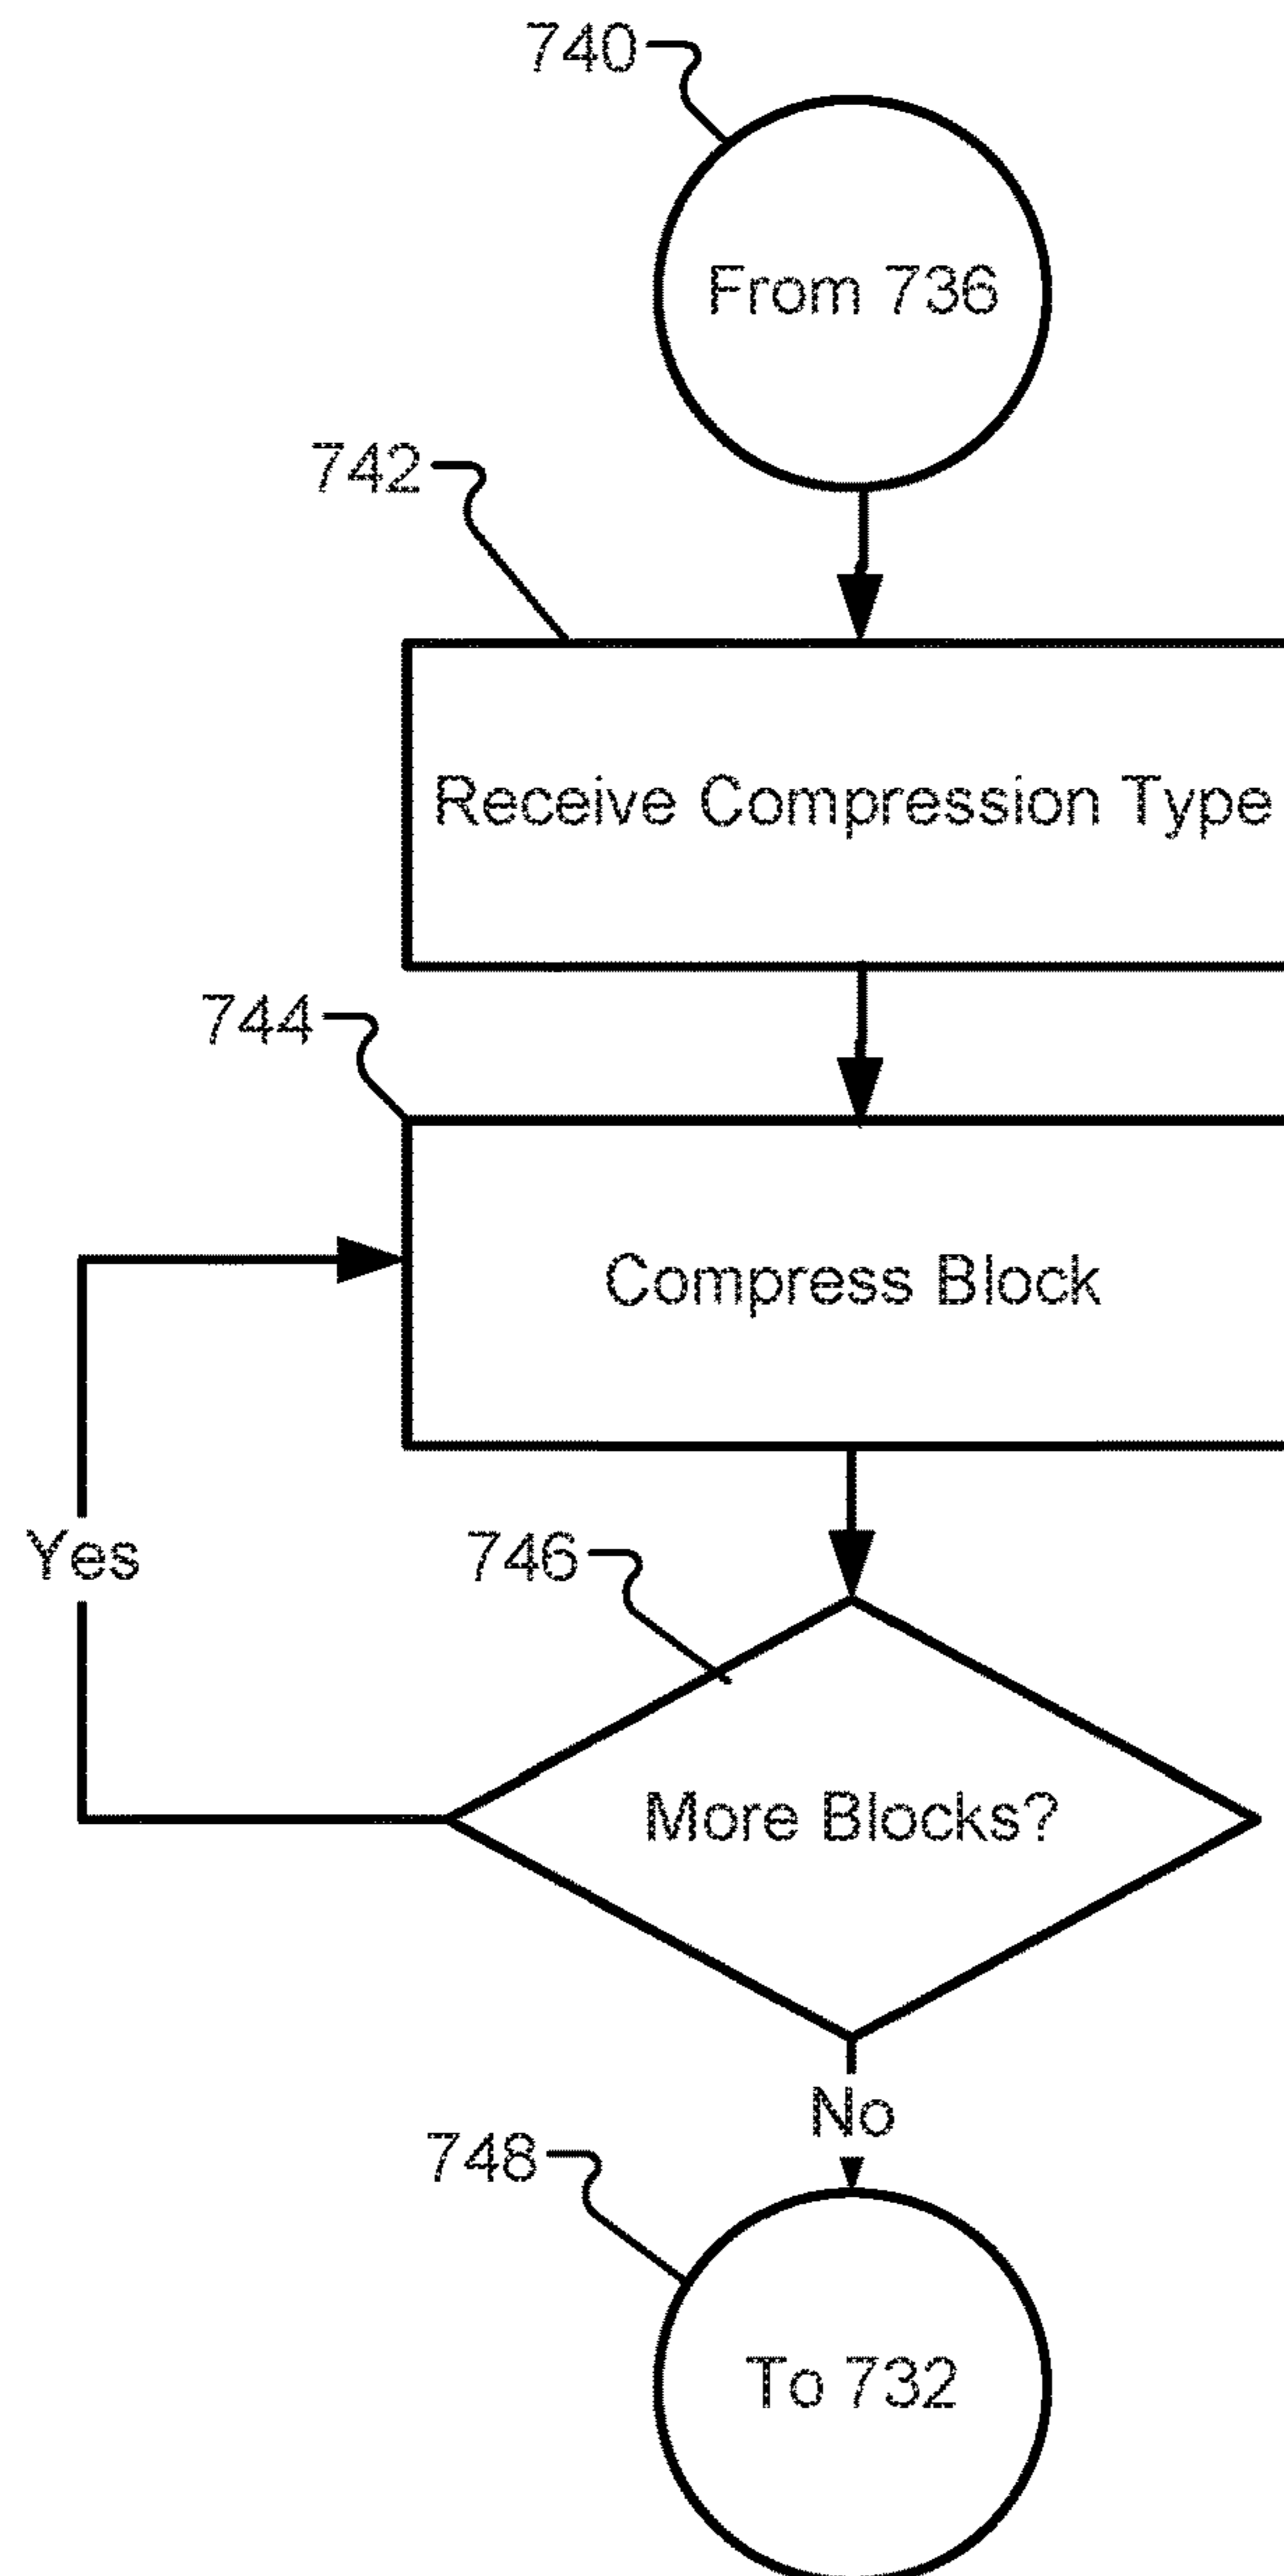 740
From 736
742
Receive Compression Type
744
Compress Block
Yes
746
More Blocks?
No
748
To 732